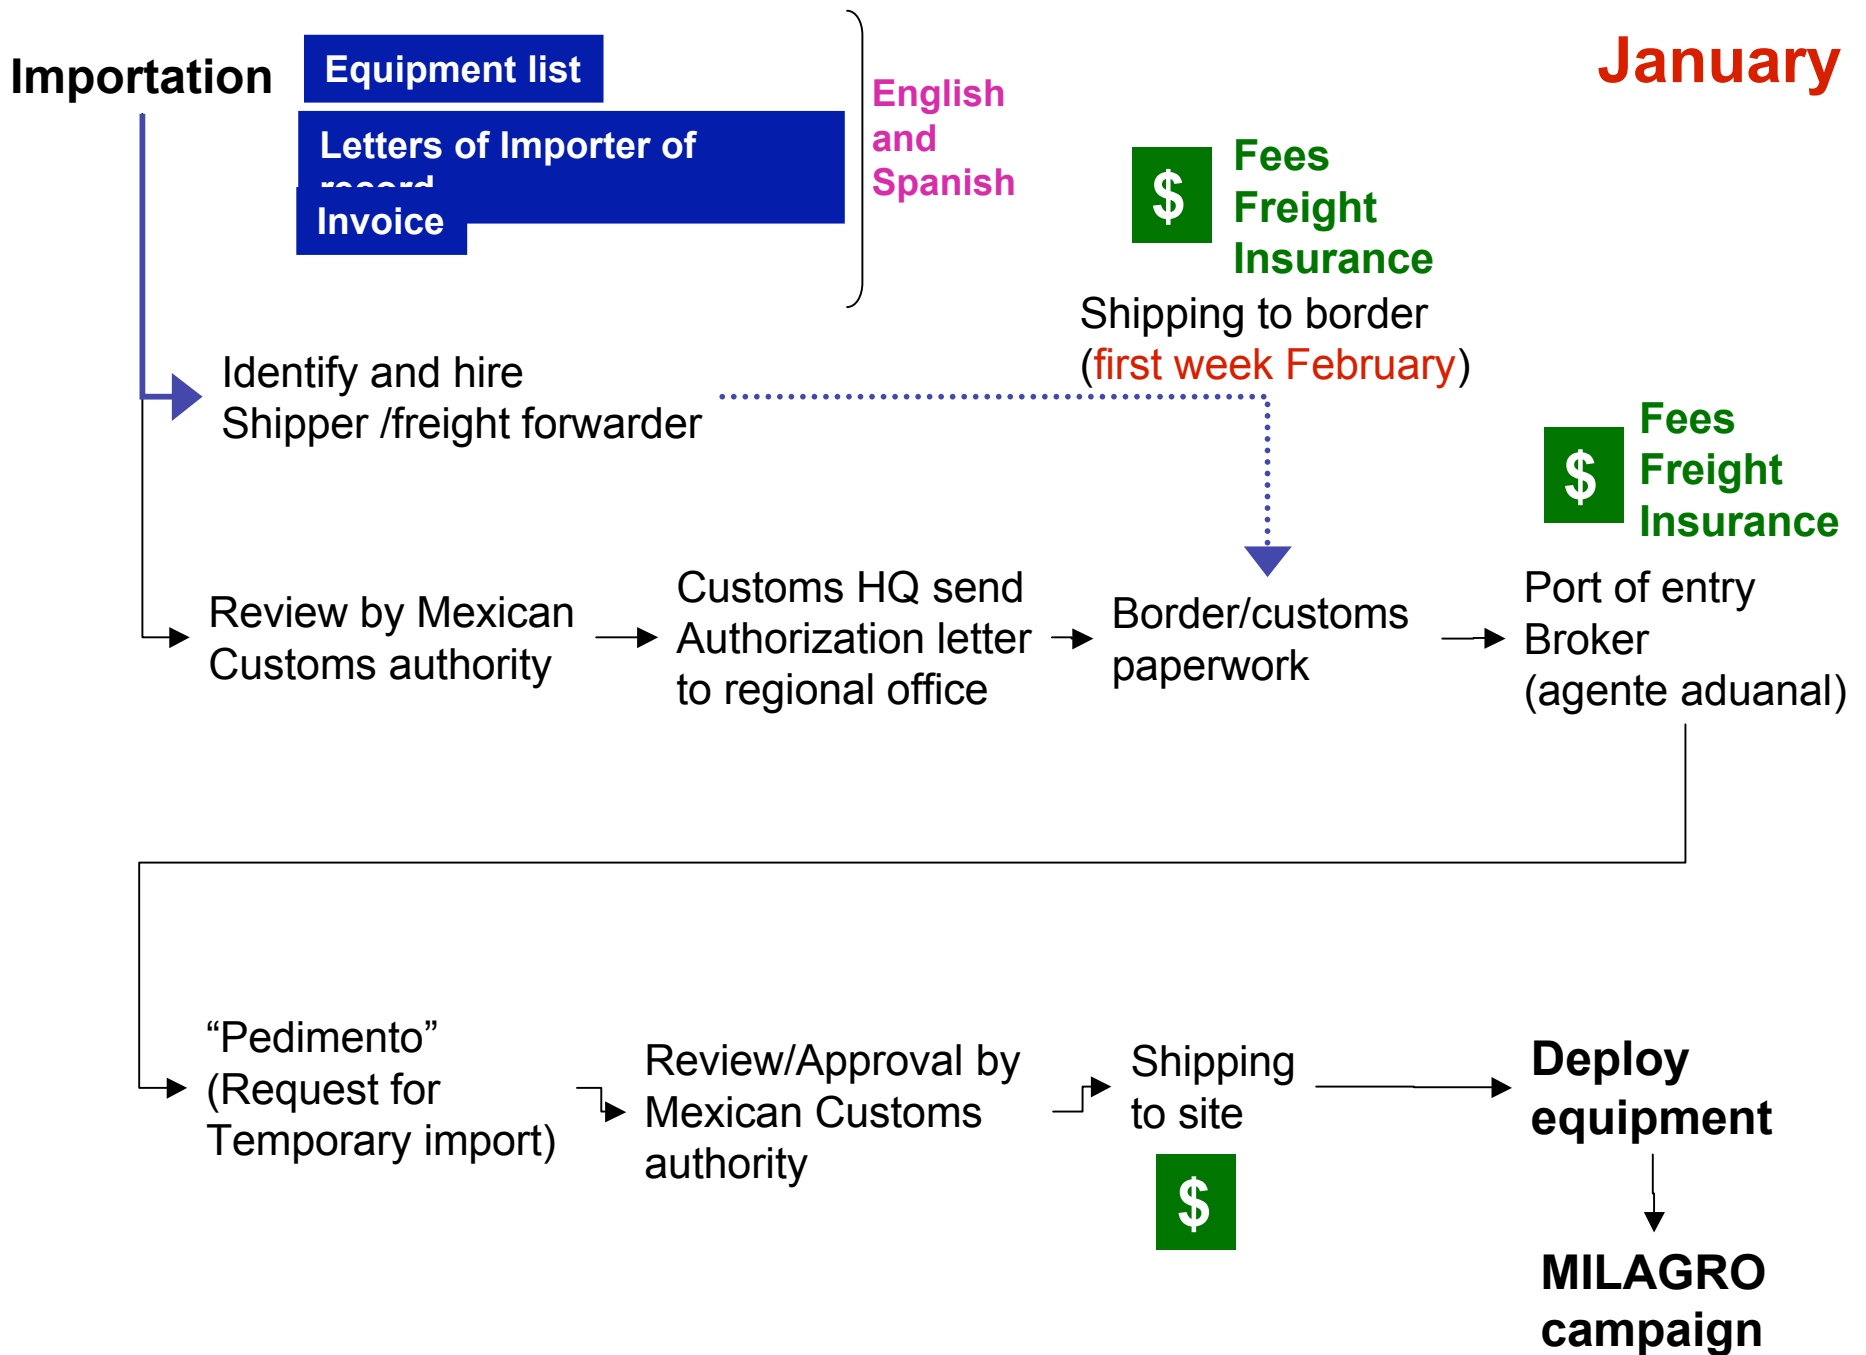 Importation
Equipment list
Letters of Importer of
record
Invoice
English
and
Spanish
January
$
Fees
Freight
Insurance
Shipping to border
(first week February)
Identify and hire
Shipper /freight forwarder
$
Fees
Freight
Insurance
Review by Mexican
Customs authority
Customs HQ send
Authorization letter
to regional office
Border/customs
paperwork
Port of entry
Broker
(agente aduanal)
“Pedimento”
(Request for
Temporary import)
Review/Approval by
Mexican Customs
authority
Shipping
to site
$
Deploy
equipment
MILAGRO
campaign